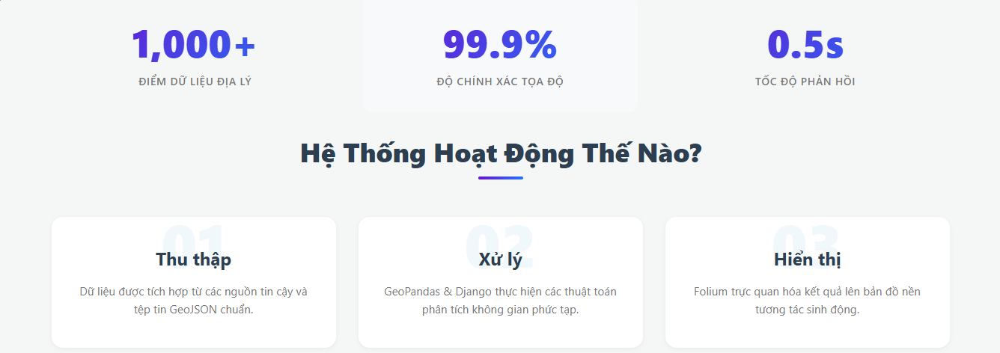 1,000+
ĐIỂM DỮ LIỆU ĐỊA LÝ
99.9%
ĐỘ CHÍNH XÁC TỌA ĐỘ
0.5s
TỐC ĐỘ PHẢN HỒI
Hệ Thống Hoạt Động Thế Nào?
01
Thu thập
Dữ liệu được tích hợp từ các nguồn tin cậy và
tệp tin GeoJSON chuẩn.
02
Xử lý
GeoPandas & Django thực hiện các thuật toán
phân tích không gian phức tạp.
03
Hiển thị
Folium trực quan hóa kết quả lên bản đồ nền
tương tác sinh động.